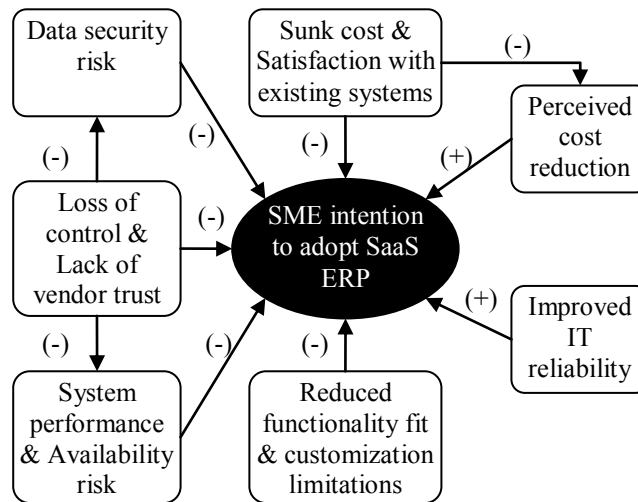 Data security
risk
Sunk cost &
Satisfaction with
existing systems
(-)
Perceived
cost
reduction
(-)
(-)
(-)
(+)
Loss of
control &
Lack of
vendor trust
(-)
SME intention
to adopt SaaS
ERP
(-)
(-)
(-)
(+)
Improved
IT
reliability
System
performance
& Availability
risk
Reduced
functionality fit
& customization
limitations